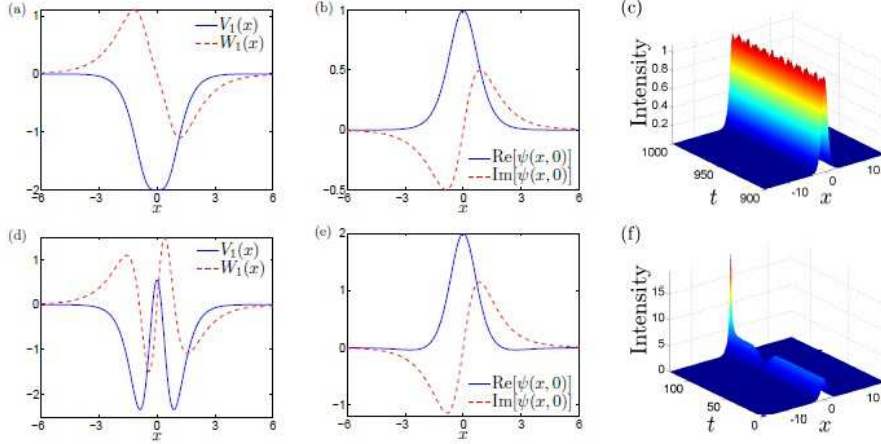 (a)
V₁(x)
W₁(x)
1
0
−1
−2
−6
−3
0
3
6
x
(b)
1
0.5
0
−0.5
Re[ψ(x,0)]
Im[ψ(x,0)]
−6
−3
0
3
6
x
(c)
Intensity
1
0.8
0.6
0.4
0.2
1000
950
900
t
-10
0
10
x
(d)
V₁(x)
W₁(x)
1
0
−1
−2
−6
−3
0
3
6
x
(e)
2
1
0
−1
Re[ψ(x,0)]
Im[ψ(x,0)]
−6
−3
0
3
6
x
(f)
Intensity
15
10
5
0
100
50
0
t
-10
0
10
x